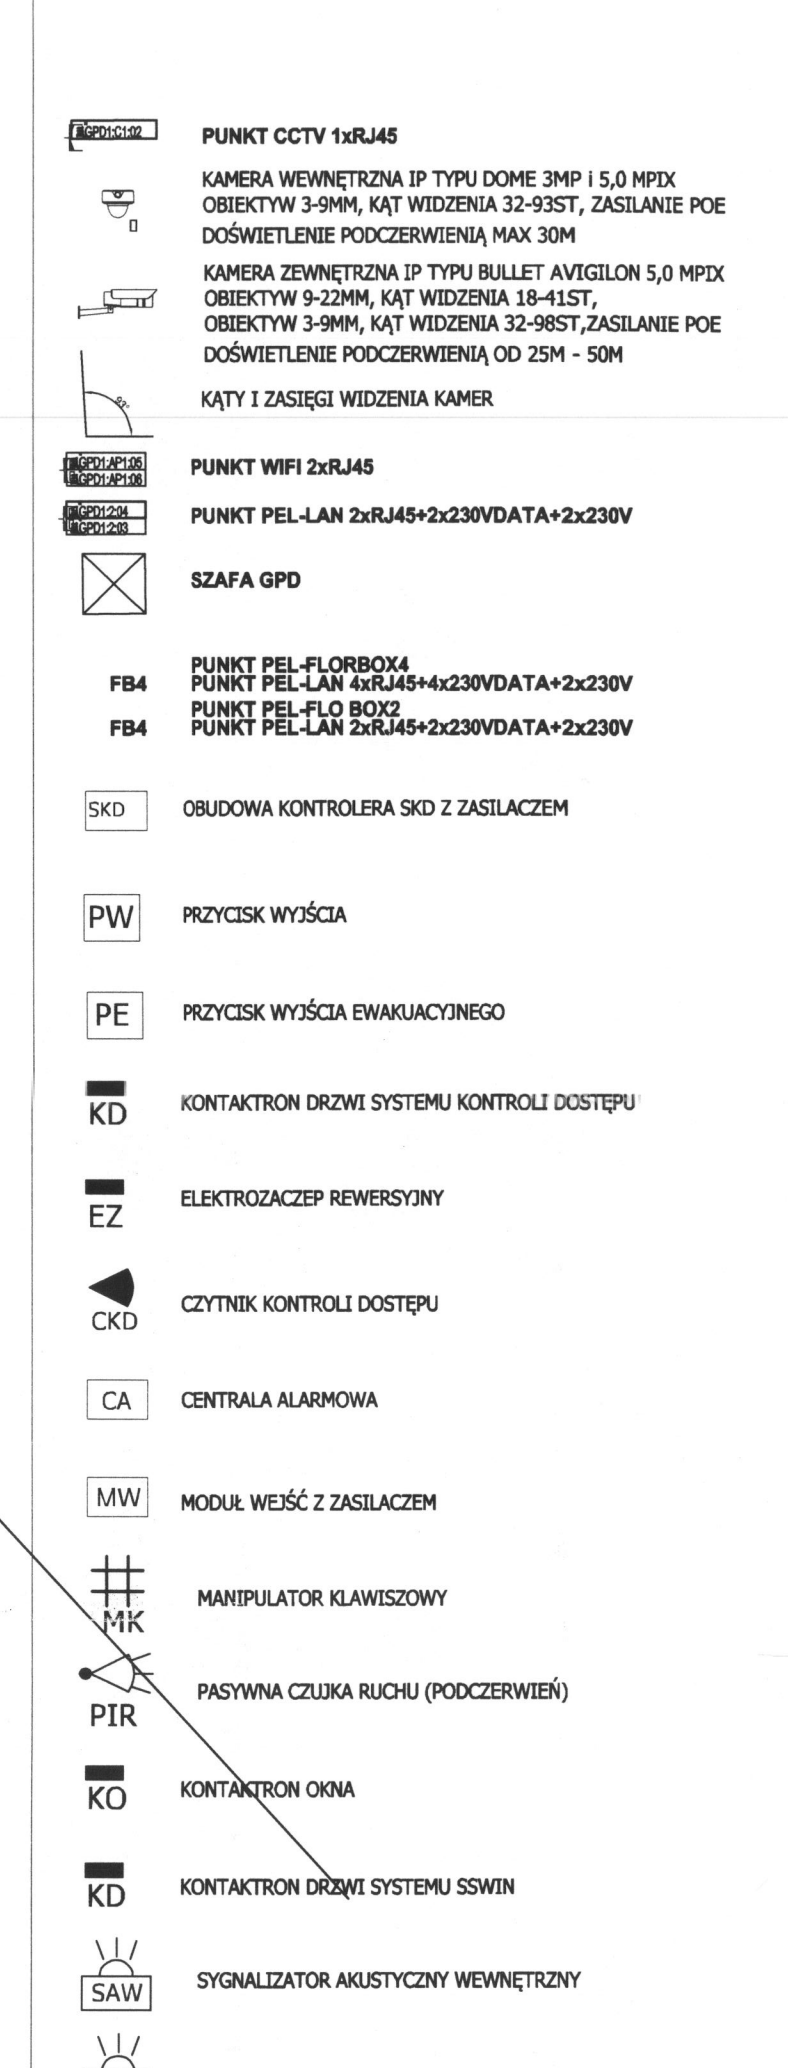 GPD1:C1:02 PUNKT CCTV 1xRJ45
KAMERA WEWNĘTRZNA IP TYPU DOME 3MP i 5,0 MPIX
OBIEKTYW 3-9MM, KĄT WIDZENIA 32-93ST, ZASILANIE POE
DOŚWIETLENIE PODCZERWIENIĄ MAX 30M
KAMERA ZEWNĘTRZNA IP TYPU BULLET AVIGILON 5,0 MPIX
OBIEKTYW 9-22MM, KĄT WIDZENIA 18-41ST,
OBIEKTYW 3-9MM, KĄT WIDZENIA 32-98ST,ZASILANIE POE
DOŚWIETLENIE PODCZERWIENIĄ OD 25M - 50M
93°
KĄTY I ZASIĘGI WIDZENIA KAMER
GPD1:AP1:05
GPD1:AP1:06
PUNKT WIFI 2xRJ45
GPD1:2:04
GPD1:2:03
PUNKT PEL-LAN 2xRJ45+2x230VDATA+2x230V
SZAFA GPD
PUNKT PEL-FLORBOX4
FB4 PUNKT PEL-LAN 4xRJ45+4x230VDATA+2x230V
PUNKT PEL-FLO BOX2
FB4 PUNKT PEL-LAN 2xRJ45+2x230VDATA+2x230V
SKD OBUDOWA KONTROLERA SKD Z ZASILACZEM
PW PRZYCISK WYJŚCIA
PE PRZYCISK WYJŚCIA EWAKUACYJNEGO
KD KONTAKTRON DRZWI SYSTEMU KONTROLI DOSTĘPU
EZ ELEKTROZACZEP REWERSYJNY
CKD CZYTNIK KONTROLI DOSTĘPU
CA CENTRALA ALARMOWA
MW MODUŁ WEJŚĆ Z ZASILACZEM
MK MANIPULATOR KLAWISZOWY
PIR PASYWNA CZUJKA RUCHU (PODCZERWIEŃ)
KO KONTAKTRON OKNA
KD KONTAKTRON DRZWI SYSTEMU SSWIN
SAW SYGNALIZATOR AKUSTYCZNY WEWNĘTRZNY